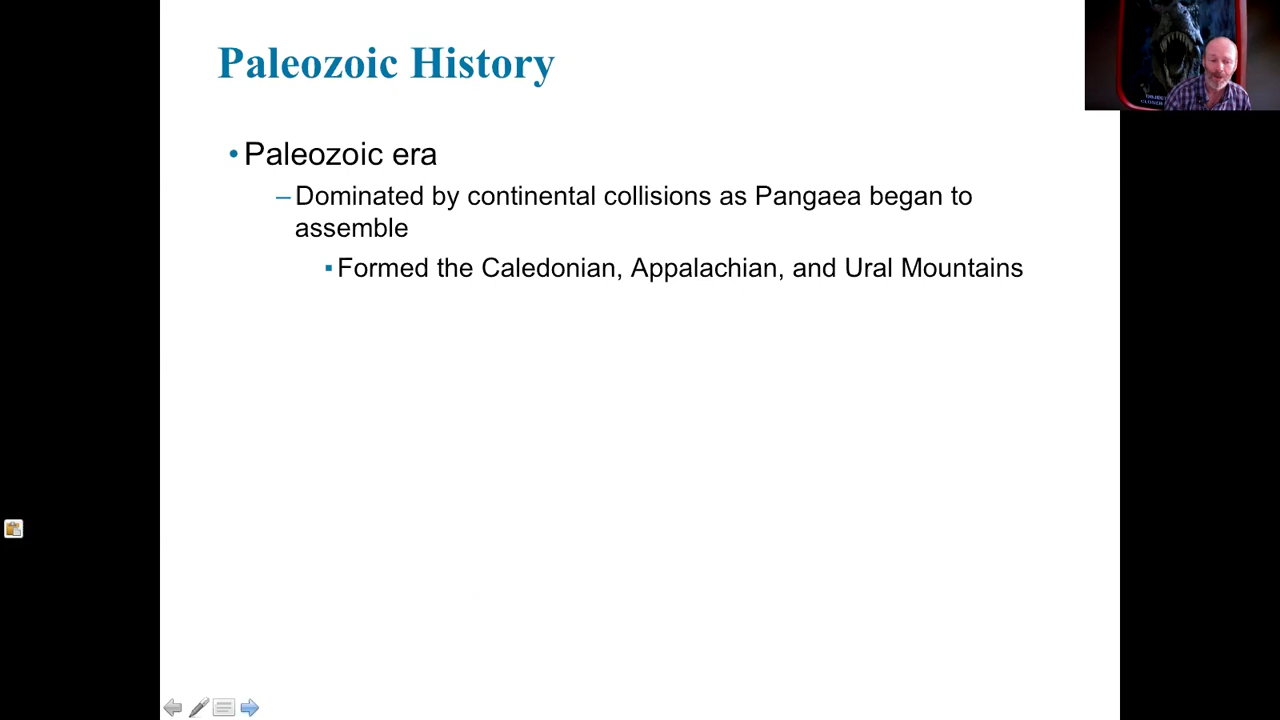 Paleozoic History
•Paleozoic era
–Dominated by continental collisions as Pangaea began to
assemble
▪Formed the Caledonian, Appalachian, and Ural Mountains